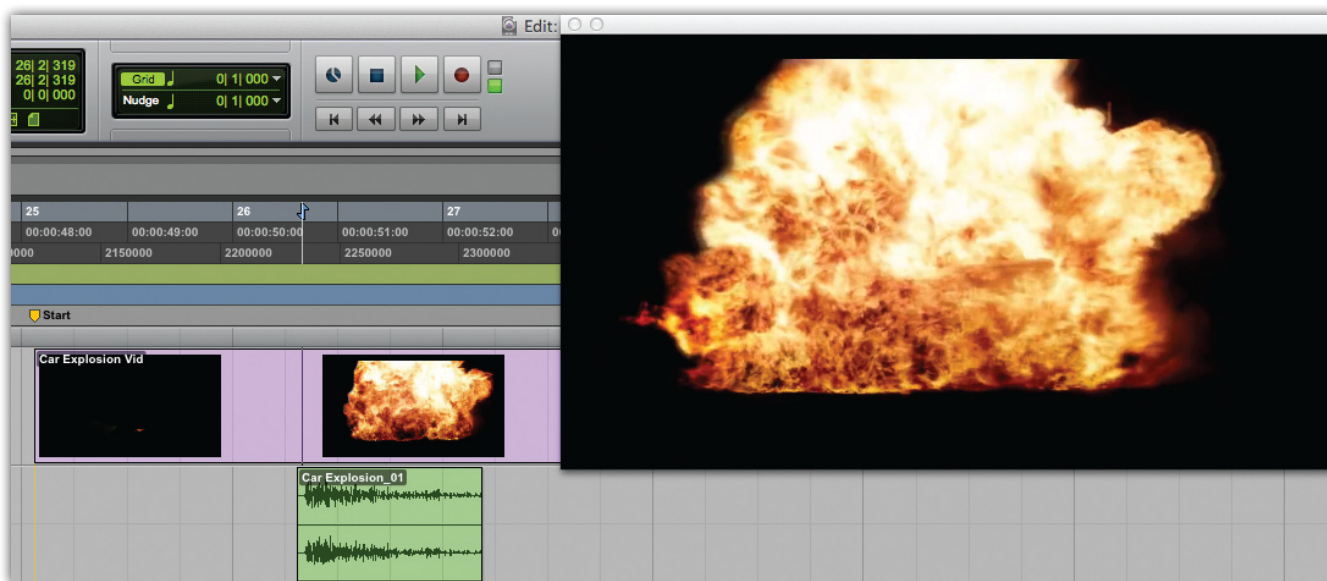 Edit:
26| 2| 319
26| 2| 319
0| 0| 000
Grid 0| 1| 000
Nudge 0| 1| 000
25 26 27
00:00:48:00 00:00:49:00 00:00:50:00 00:00:51:00 00:00:52:00
2150000 2200000 2250000 2300000
Start
Car Explosion Vid
Car Explosion_01